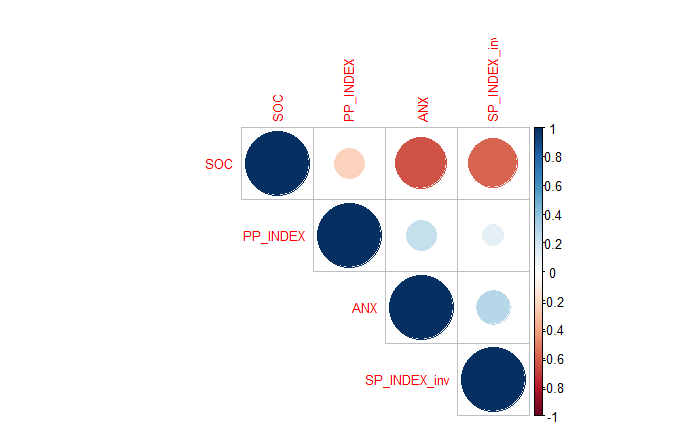 SOC
PP_INDEX
ANX
SP_INDEX_inv
SOC
PP_INDEX
ANX
SP_INDEX_inv
1
0.8
0.6
0.4
0.2
0
-0.2
-0.4
-0.6
-0.8
-1